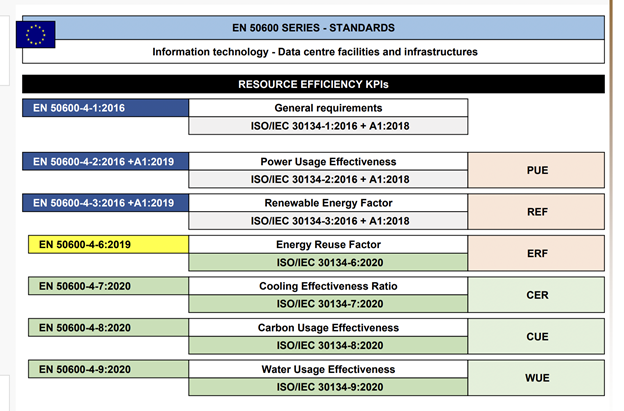 EN 50600 SERIES - STANDARDS
Information technology - Data centre facilities and infrastructures
RESOURCE EFFICIENCY KPIs
EN 50600-4-1:2016
General requirements
ISO/IEC 30134-1:2016 + A1:2018
EN 50600-4-2:2016 +A1:2019
Power Usage Effectiveness
ISO/IEC 30134-2:2016 + A1:2018
PUE
EN 50600-4-3:2016 +A1:2019
Renewable Energy Factor
ISO/IEC 30134-3:2016 + A1:2018
REF
EN 50600-4-6:2019
Energy Reuse Factor
ISO/IEC 30134-6:2020
ERF
EN 50600-4-7:2020
Cooling Effectiveness Ratio
ISO/IEC 30134-7:2020
CER
EN 50600-4-8:2020
Carbon Usage Effectiveness
ISO/IEC 30134-8:2020
CUE
EN 50600-4-9:2020
Water Usage Effectiveness
ISO/IEC 30134-9:2020
WUE